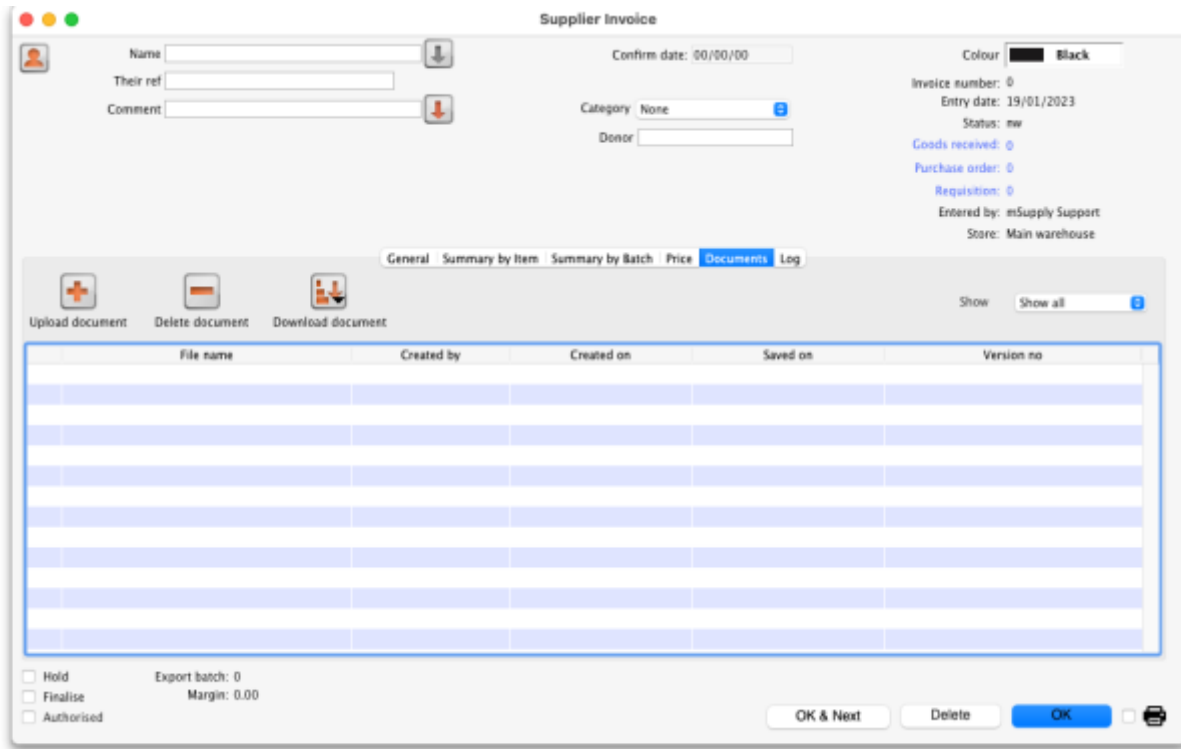 Supplier Invoice
Name
Confirm date: 00/00/00
Colour Black
Their ref
Invoice number: 0
Comment
Category None
Entry date: 19/01/2023
Donor
Status: nw
Goods received: 0
Purchase order: 0
Requisition: 0
Entered by: mSupply Support
Store: Main warehouse
General Summary by Item Summary by Batch Price Documents Log
Upload document Delete document Download document
Show Show all
File name Created by Created on Saved on Version no
Hold Export batch: 0
Finalise Margin: 0.00
Authorised
OK & Next Delete OK